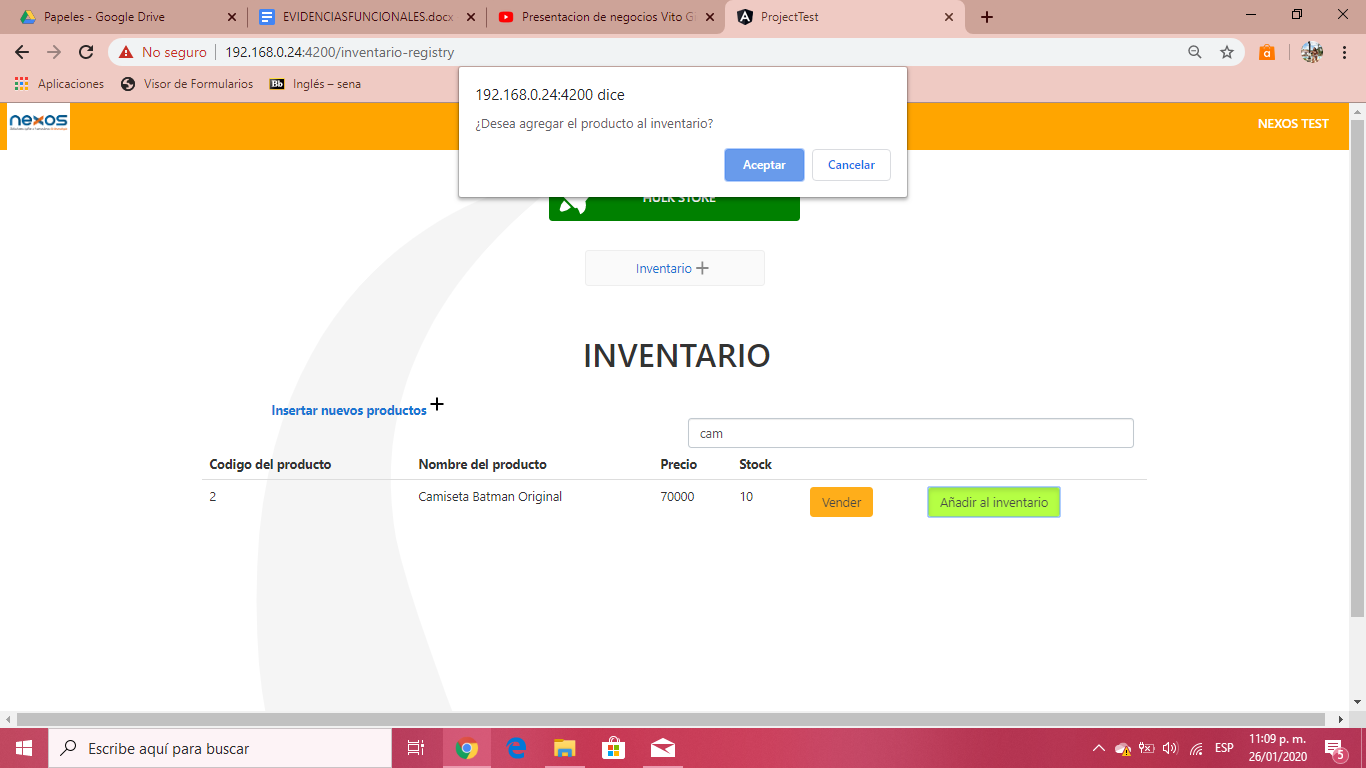 Papeles - Google Drive
EVIDENCIASFUNCIONALES.docx
Presentacion de negocios Vito Gi
ProjectTest
No seguro
192.168.0.24:4200/inventario-registry
Aplicaciones
Visor de Formularios
Bb
Inglés – sena
192.168.0.24:4200 dice
¿Desea agregar el producto al inventario?
Aceptar
Cancelar
nexos
NEXOS TEST
HULK STORE
Inventario
INVENTARIO
Insertar nuevos productos
cam
Codigo del producto Nombre del producto Precio Stock
2 Camiseta Batman Original 70000 10 Vender Añadir al inventario
Escribe aquí para buscar
ESP
11:09 p. m.
26/01/2020
5